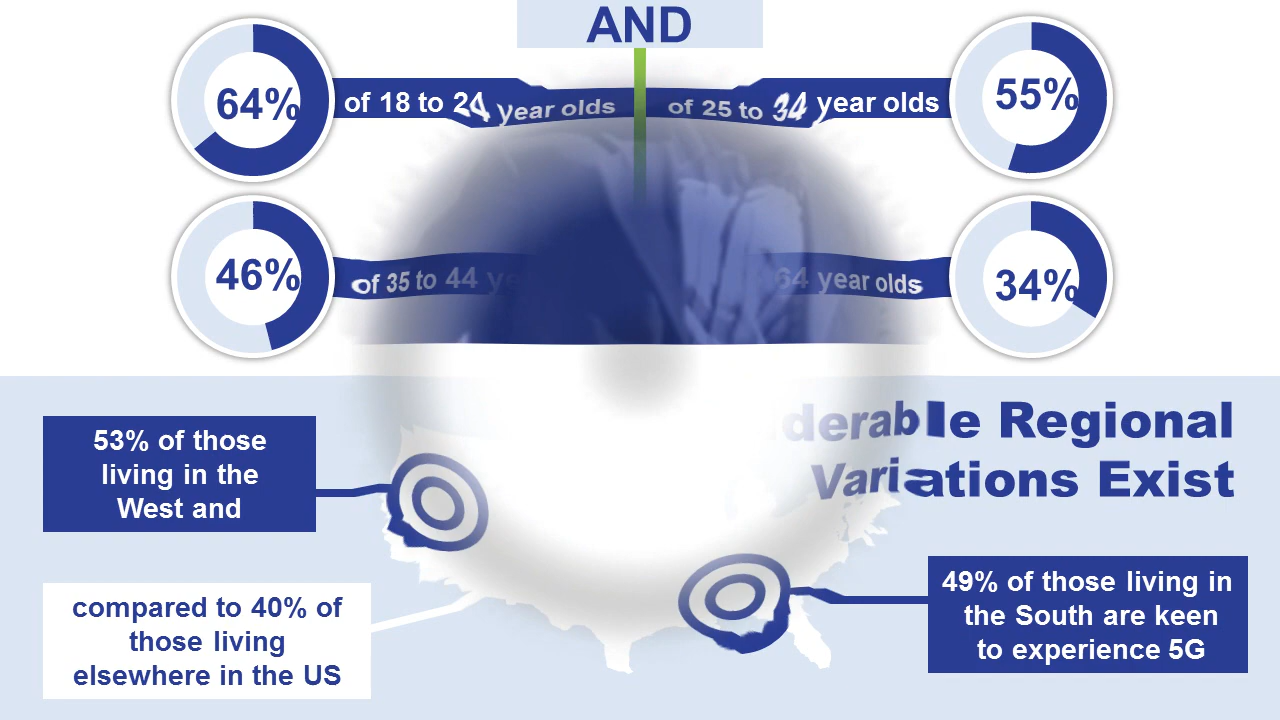 AND
64% of 18 to 24 year olds
of 25 to 34 year olds 55%
46% of 35 to 44
64 year olds 34%
Regional
Variations Exist
53% of those
living in the
West and
compared to 40% of
those living
elsewhere in the US
49% of those living in
the South are keen
to experience 5G